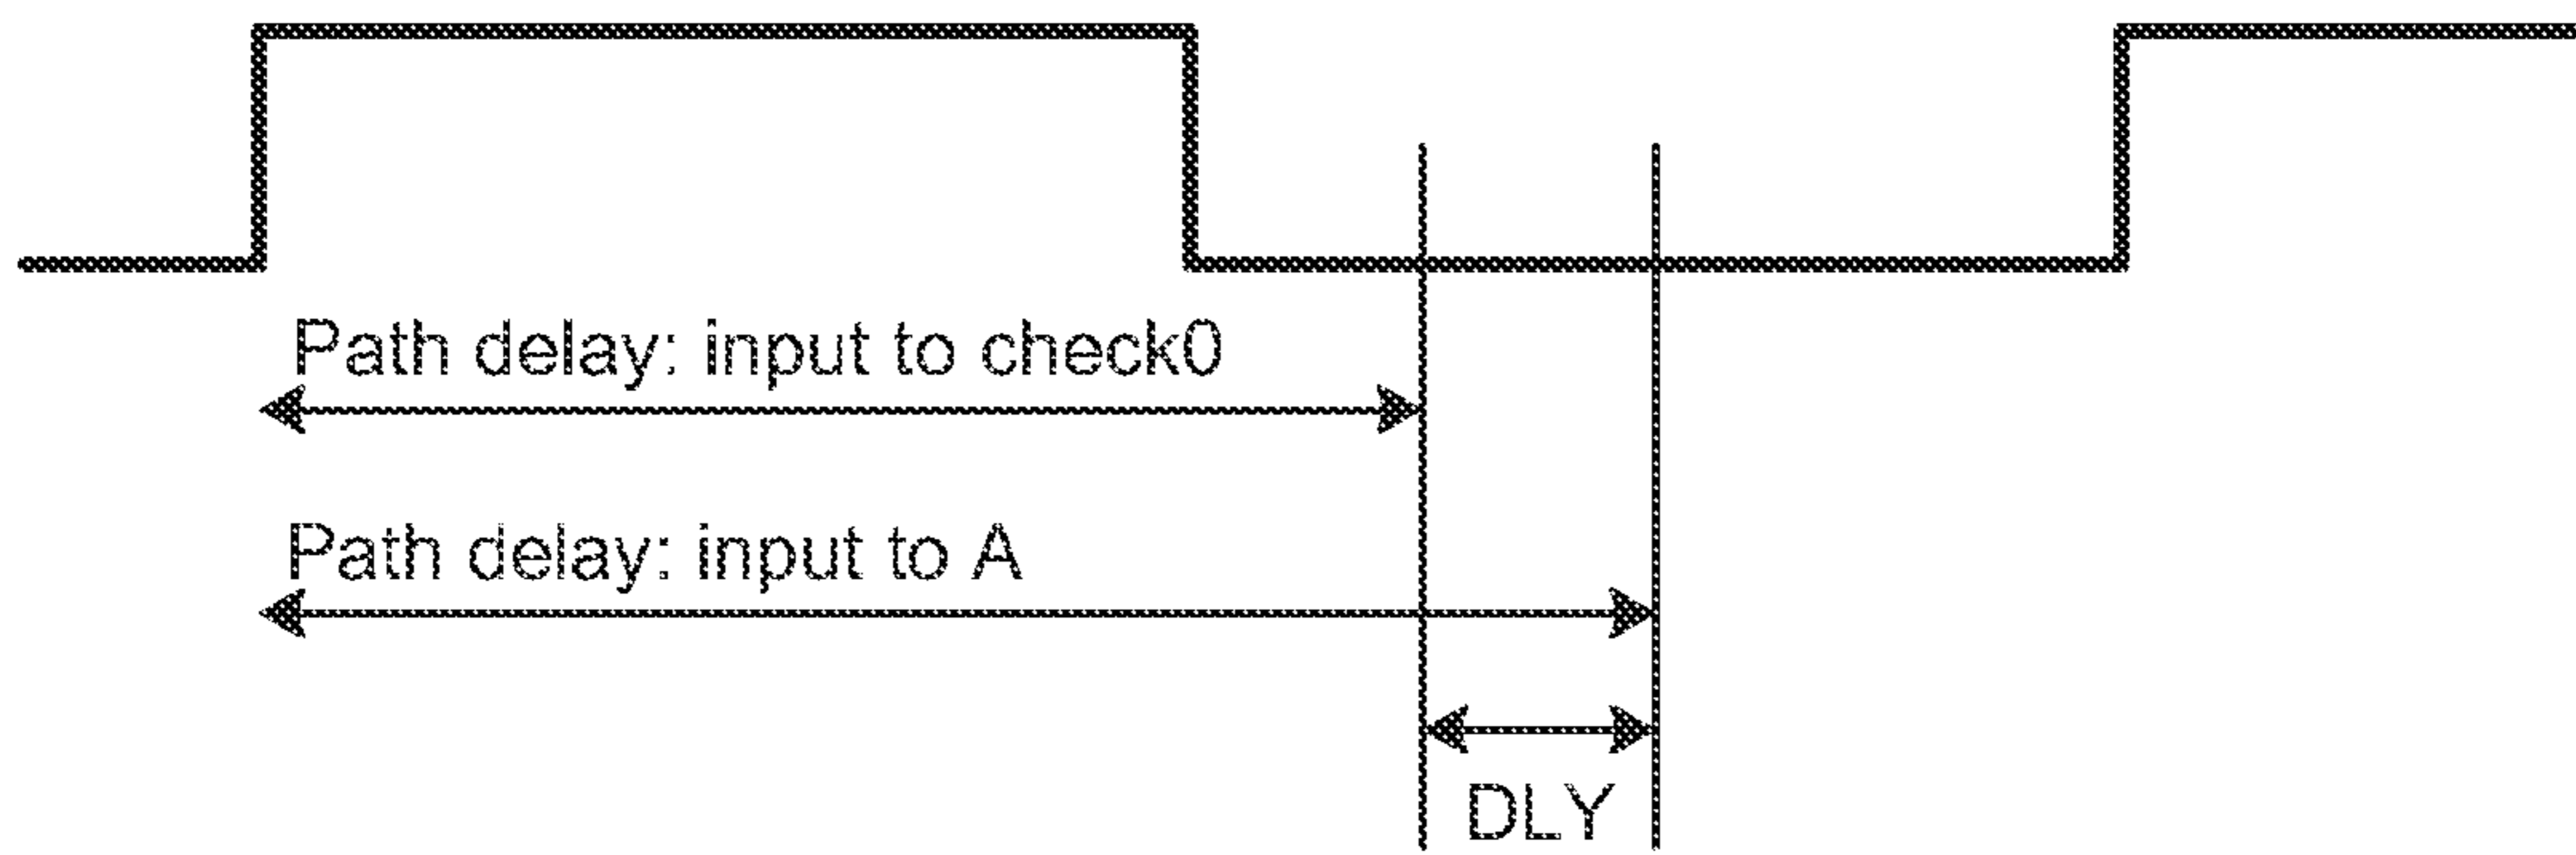 Path delay: input to check0
Path delay: input to A
DLY